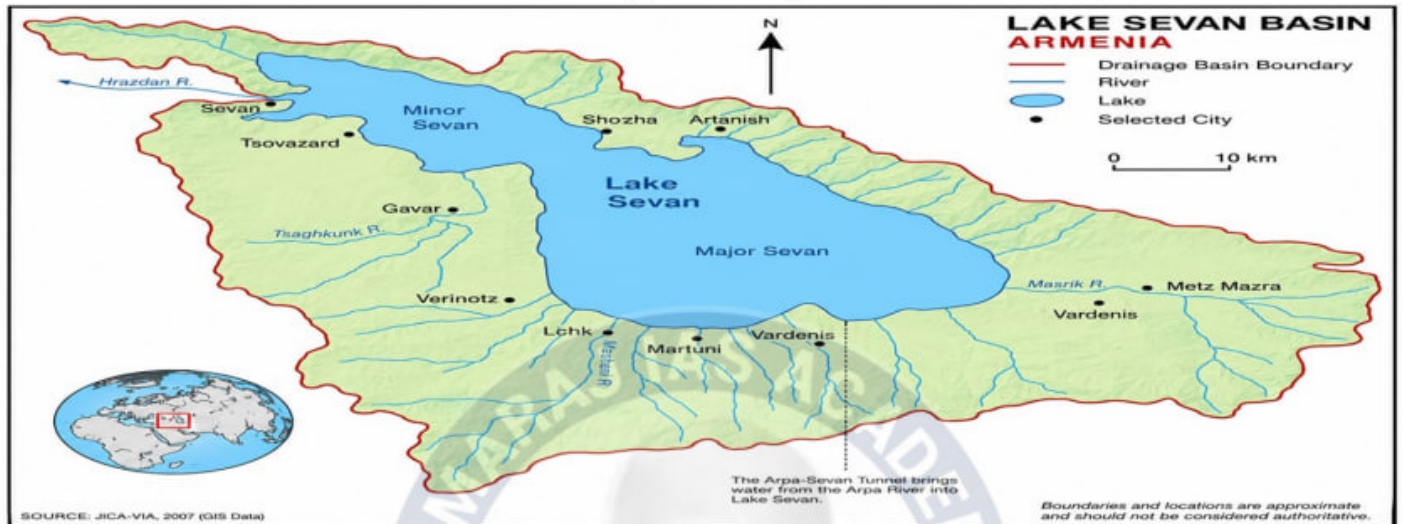 N
LAKE SEVAN BASIN
ARMENIA
Drainage Basin Boundary
River
Lake
Selected City
0 10 km
Hrazdan R.
Sevan
Minor
Sevan
Tsovazard
Shozha
Artanish
Lake
Sevan
Gavar
Tsaghkunk R.
Major Sevan
Masrik R.
Metz Mazra
Verinotz
Vardenis
Lchk
Martuni
Vardenis
MARAJ IAS ACADE
The Arpa-Sevan Tunnel brings
water from the Arpa River into
Lake Sevan.
SOURCE: JICA-VIA, 2007 (GIS Data)
Boundaries and locations are approximate
and should not be considered authoritative.